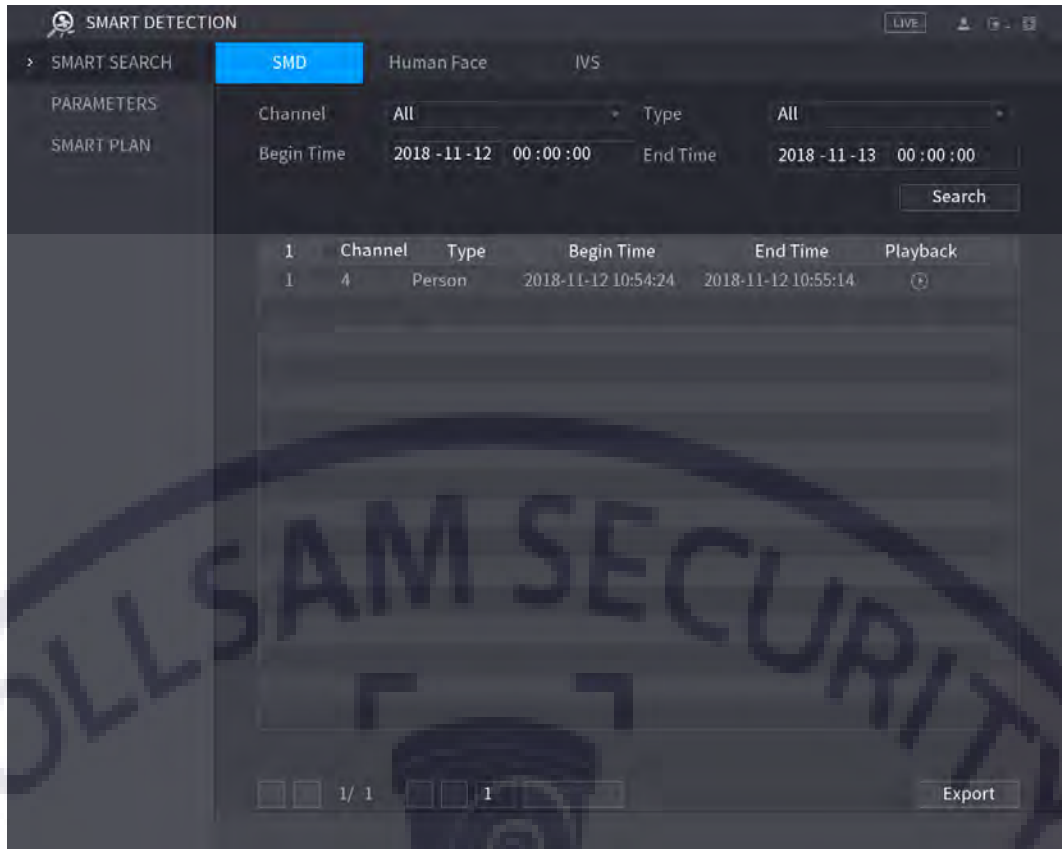 SMART DETECTION LIVE
SMART SEARCH SMD Human Face IVS
PARAMETERS Channel All Type All
SMART PLAN Begin Time 2018 -11 -12 00 : 00 : 00 End Time 2018 -11 -13 00 : 00 : 00
Search
1 Channel Type Begin Time End Time Playback
1 4 Person 2018-11-12 10:54:24 2018-11-12 10:55:14
OLLSAM SECURITY
1/ 1 1 Export